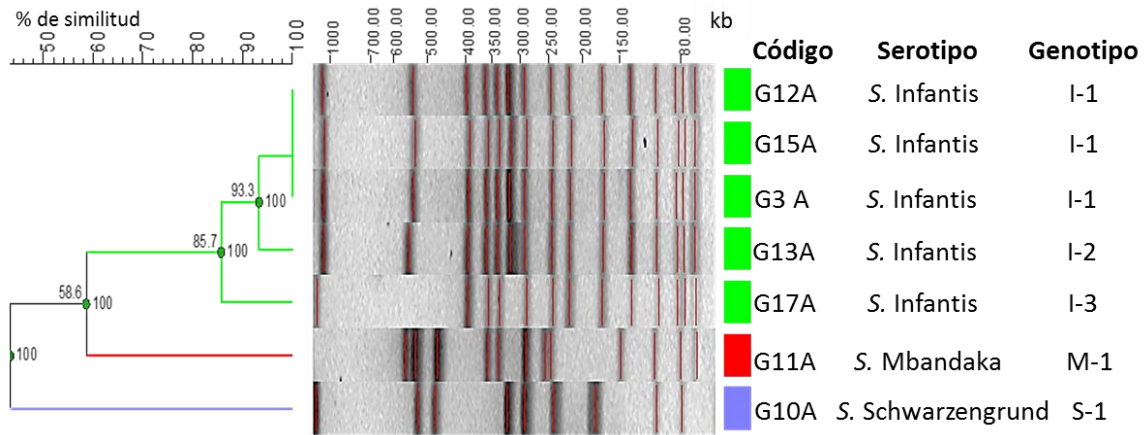 % de similitud
50 60 70 80 90 100
1000 700.00 600.00 500.00 400.00 350.00 300.00 250.00 200.00 150.00 80.00 kb
Código Serotipo Genotipo
G12A S. Infantis I-1
G15A S. Infantis I-1
93.3 100 G3 A S. Infantis I-1
85.7 100 G13A S. Infantis I-2
58.6 100 G17A S. Infantis I-3
100 G11A S. Mbandaka M-1
G10A S. Schwarzengrund S-1